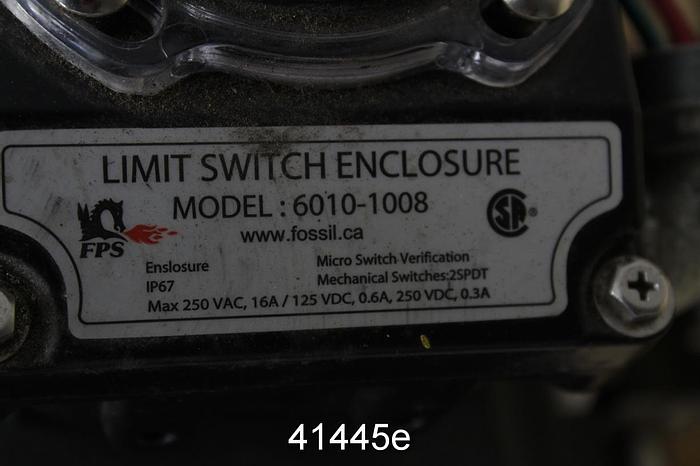 LIMIT SWITCH ENCLOSURE
MODEL : 6010-1008
www.fossil.ca
FPS
SA®
Enslosure
IP67
Micro Switch Verification
Mechanical Switches:2SPDT
Max 250 VAC, 16A / 125 VDC, 0.6A, 250 VDC, 0.3A
41445e